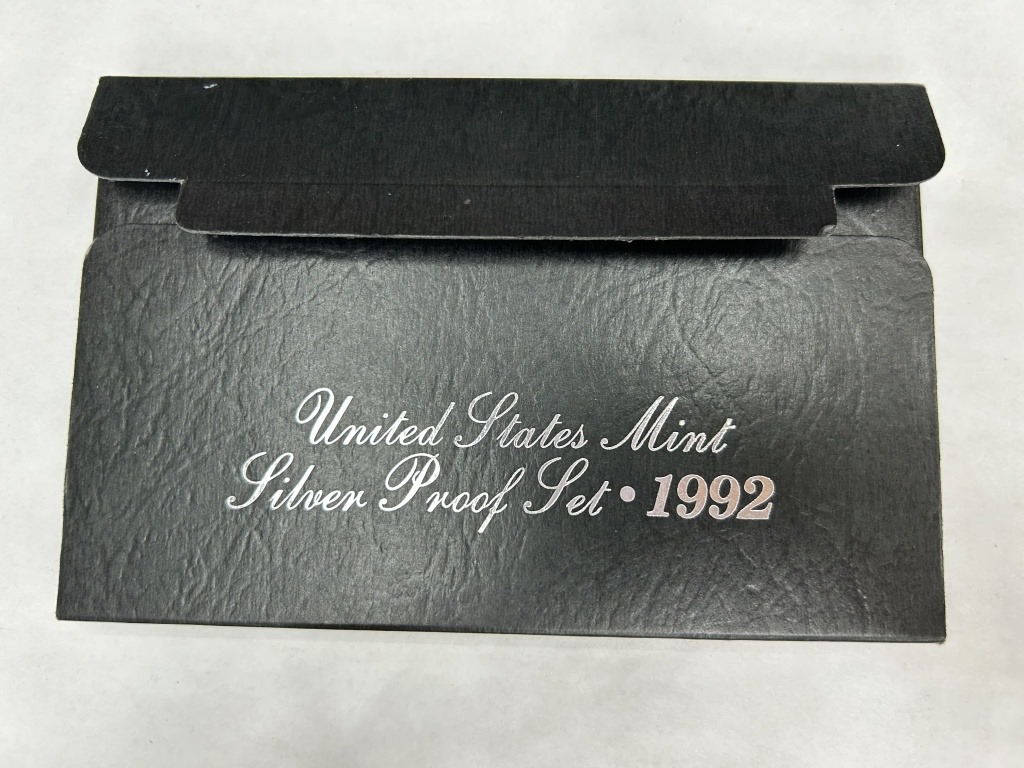 United States Mint
Silver Proof Set • 1992